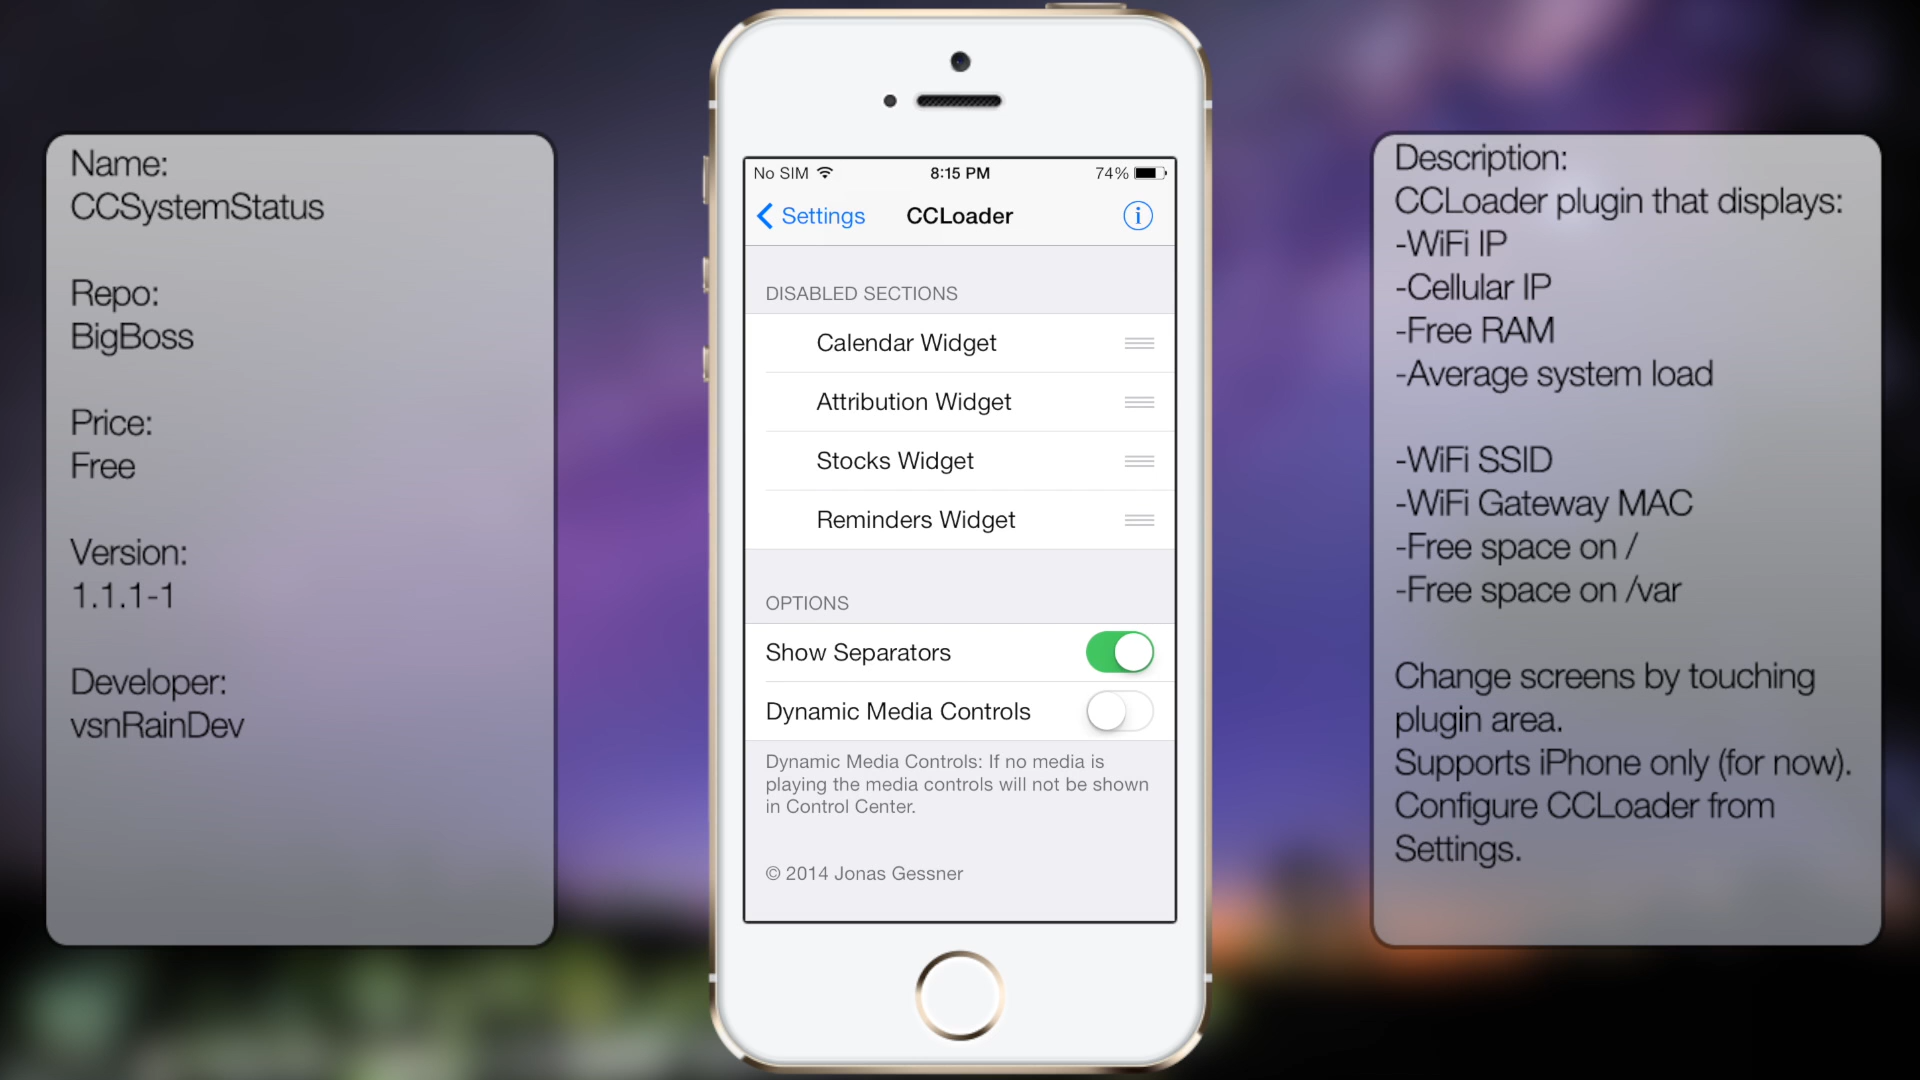 Name:
CCSystemStatus
Repo:
BigBoss
Price:
Free
Version:
1.1.1-1
Developer:
vsnRainDev
No SIM 8:15 PM 74%
Settings CCLoader i
DISABLED SECTIONS
Calendar Widget
Attribution Widget
Stocks Widget
Reminders Widget
OPTIONS
Show Separators
Dynamic Media Controls
Dynamic Media Controls: If no media is
playing the media controls will not be shown
in Control Center.
© 2014 Jonas Gessner
Description:
CCLoader plugin that displays:
-WiFi IP
-Cellular IP
-Free RAM
-Average system load
-WiFi SSID
-WiFi Gateway MAC
-Free space on /
-Free space on /var
Change screens by touching
plugin area.
Supports iPhone only (for now).
Configure CCLoader from
Settings.